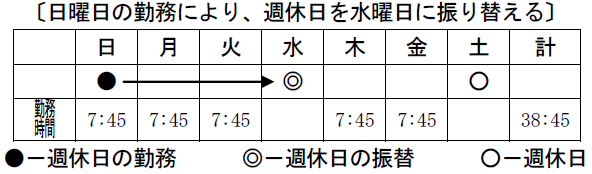 〔日曜日の勤務により、週休日を水曜日に振り替える〕
日 月 火 水 木 金 土 計
● ◎ ○
勤務時間 7:45 7:45 7:45 7:45 7:45 38:45
●－週休日の勤務 ◎－週休日の振替 ○－週休日